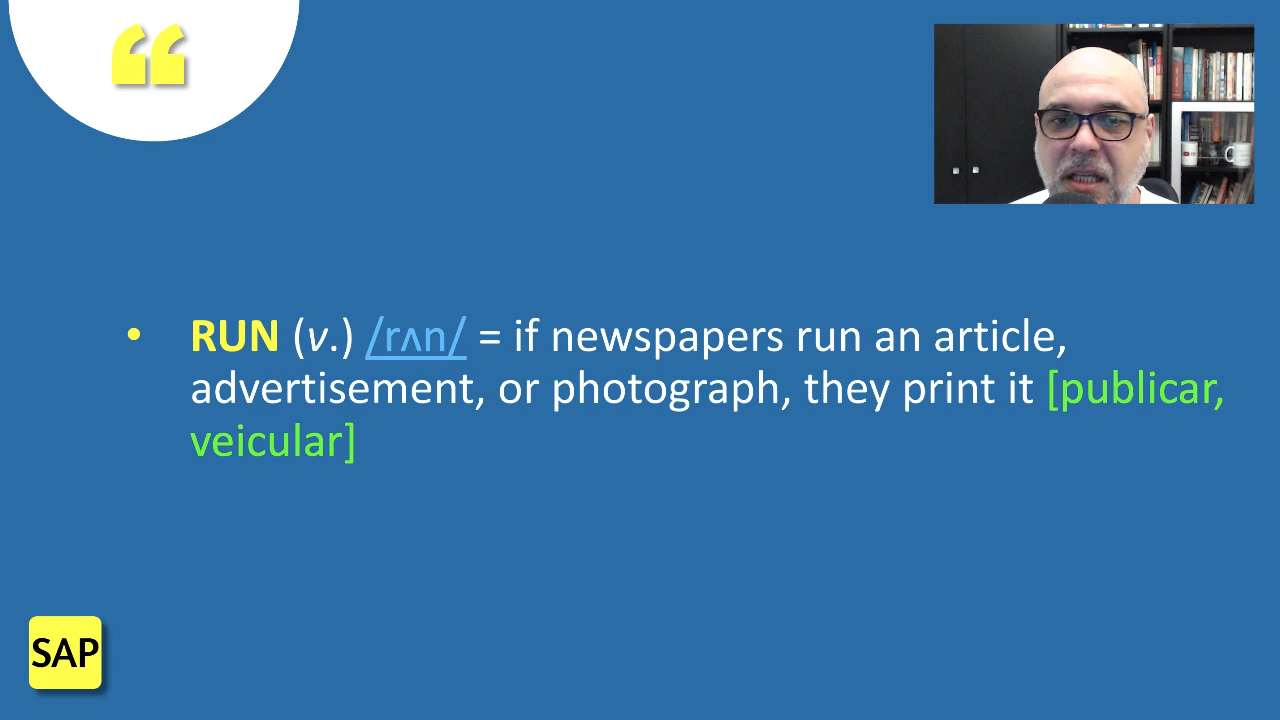 “
• RUN (v.) /rʌn/ = if newspapers run an article,
advertisement, or photograph, they print it [publicar,
veicular]
SAP